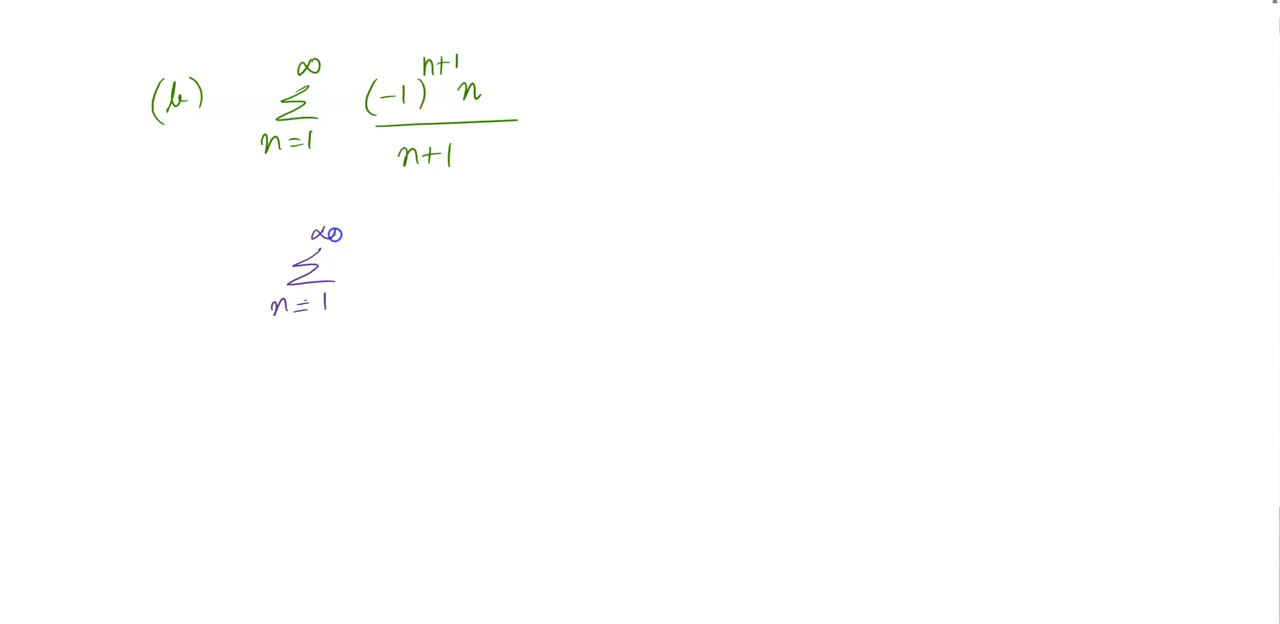 (b) ∞ ∑ n=1 (-1)^{n+1} n / n+1
∞ ∑ n=1